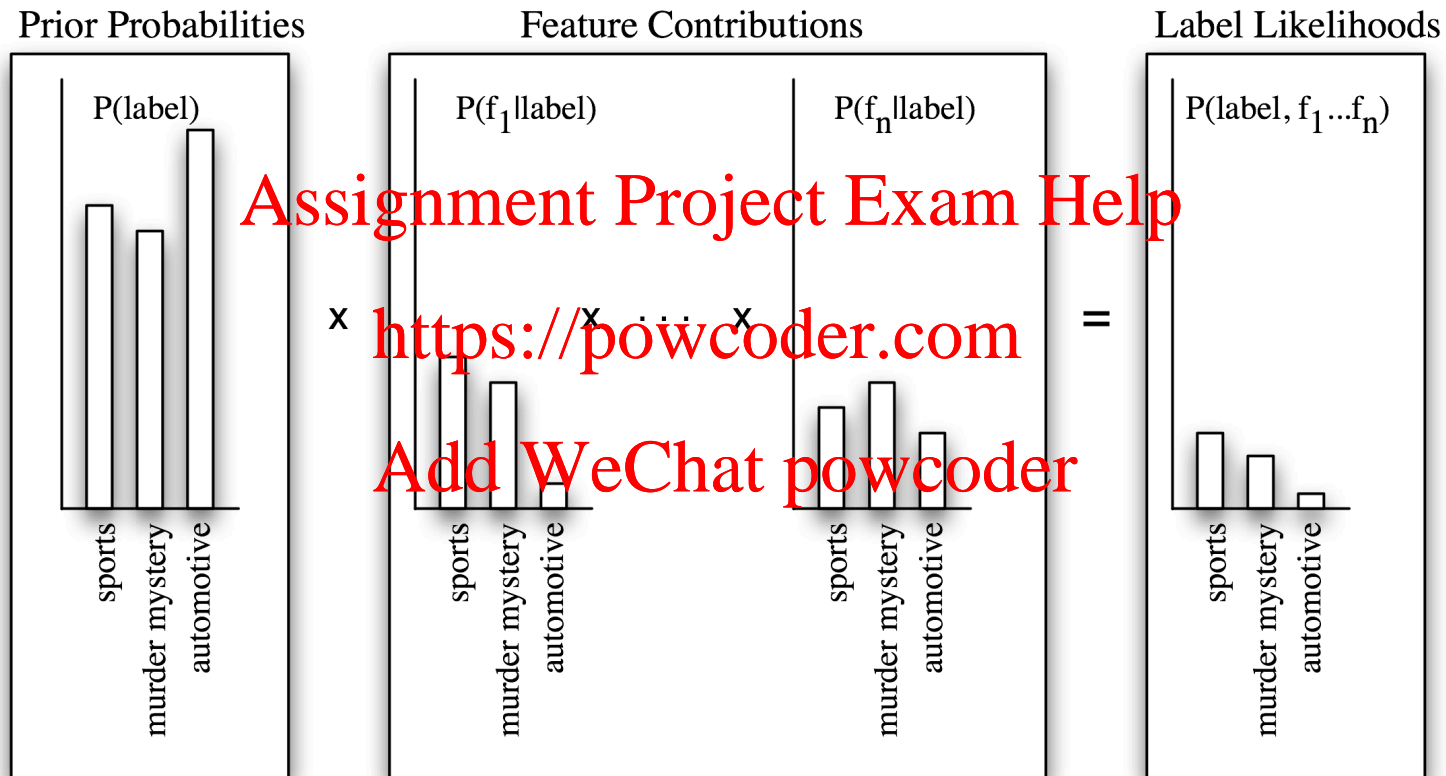 Prior Probabilities
Feature Contributions
Label Likelihoods
P(label)
P(f1|label)
P(fn|label)
P(label, f1...fn)
Assignment Project Exam Help
x
x ... x
=
https://powcoder.com
Add WeChat powcoder
sports
murder mystery
automotive
sports
murder mystery
automotive
sports
murder mystery
automotive
sports
murder mystery
automotive